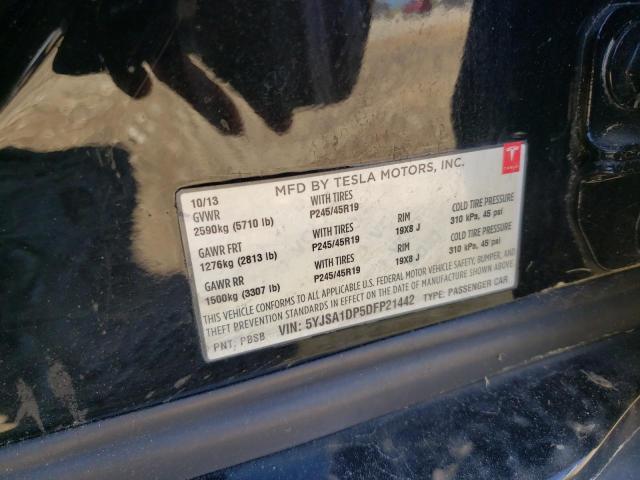 MFD BY TESLA MOTORS, INC.
TESLA
10/13
GVWR
2590kg (5710 lb)
WITH TIRES
P245/45R19
RIM
19X8 J
COLD TIRE PRESSURE
310 kPa, 45 psi
GAWR FRT
1276kg (2813 lb)
WITH TIRES
P245/45R19
RIM
19X8 J
COLD TIRE PRESSURE
310 kPa, 45 psi
GAWR RR
1500kg (3307 lb)
WITH TIRES
P245/45R19
THIS VEHICLE CONFORMS TO ALL APPLICABLE U.S. FEDERAL MOTOR VEHICLE SAFETY, BUMPER, AND
THEFT PREVENTION STANDARDS IN EFFECT ON THE DATE OF MANUFACTURE SHOWN ABOVE.
VIN: 5YJSA1DP5DFP21442 TYPE: PASSENGER CAR
PNT: PBSB